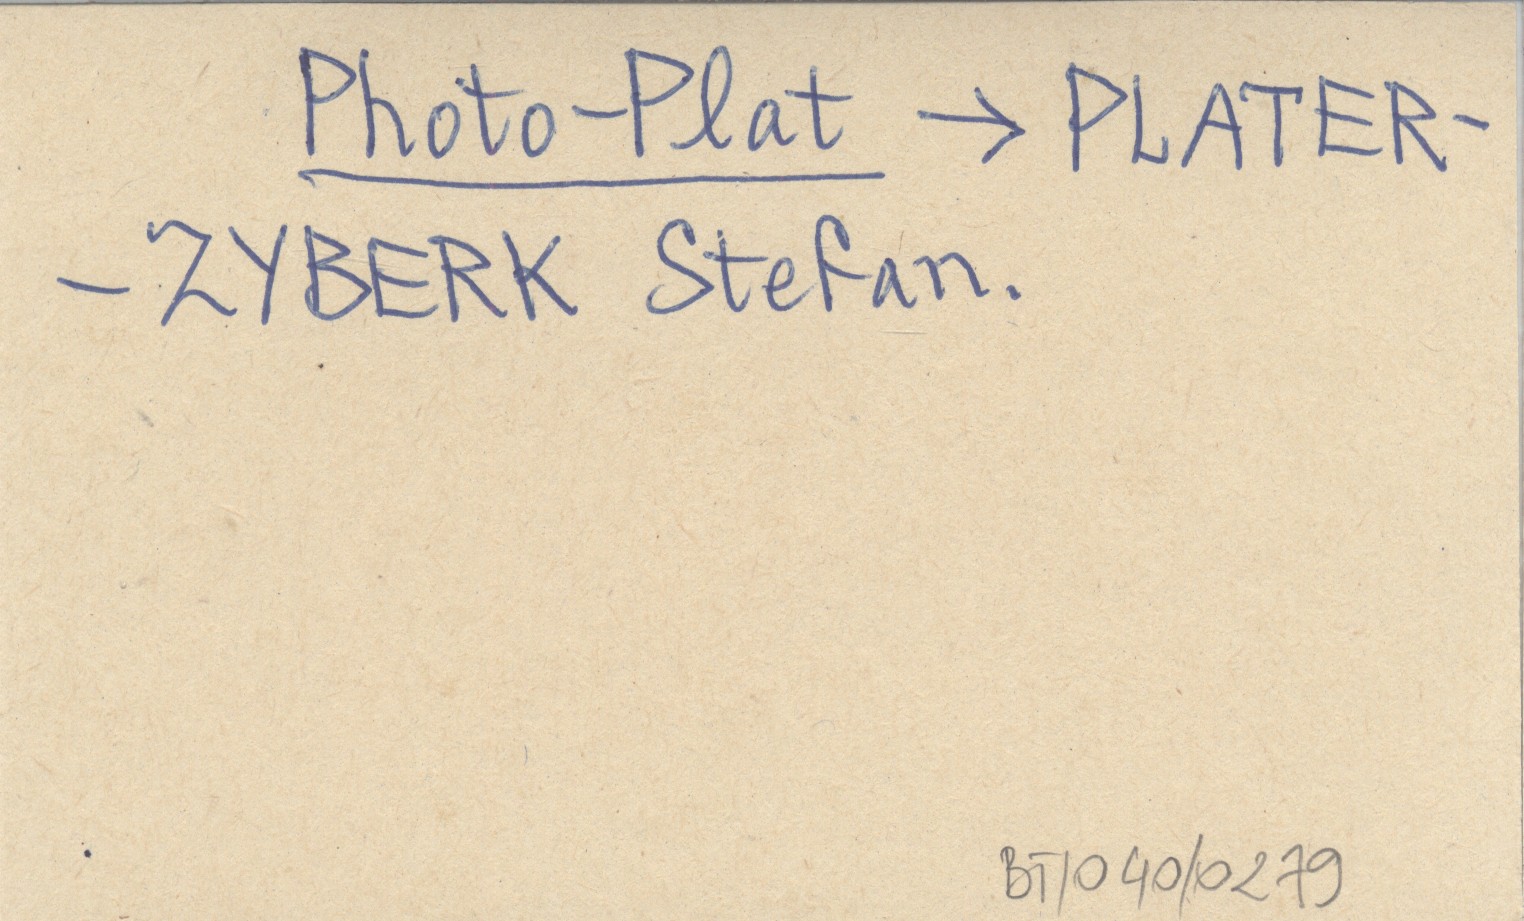 Photo-Plat → PLATER-
-ZYBERK Stefan.
BT/040/0279